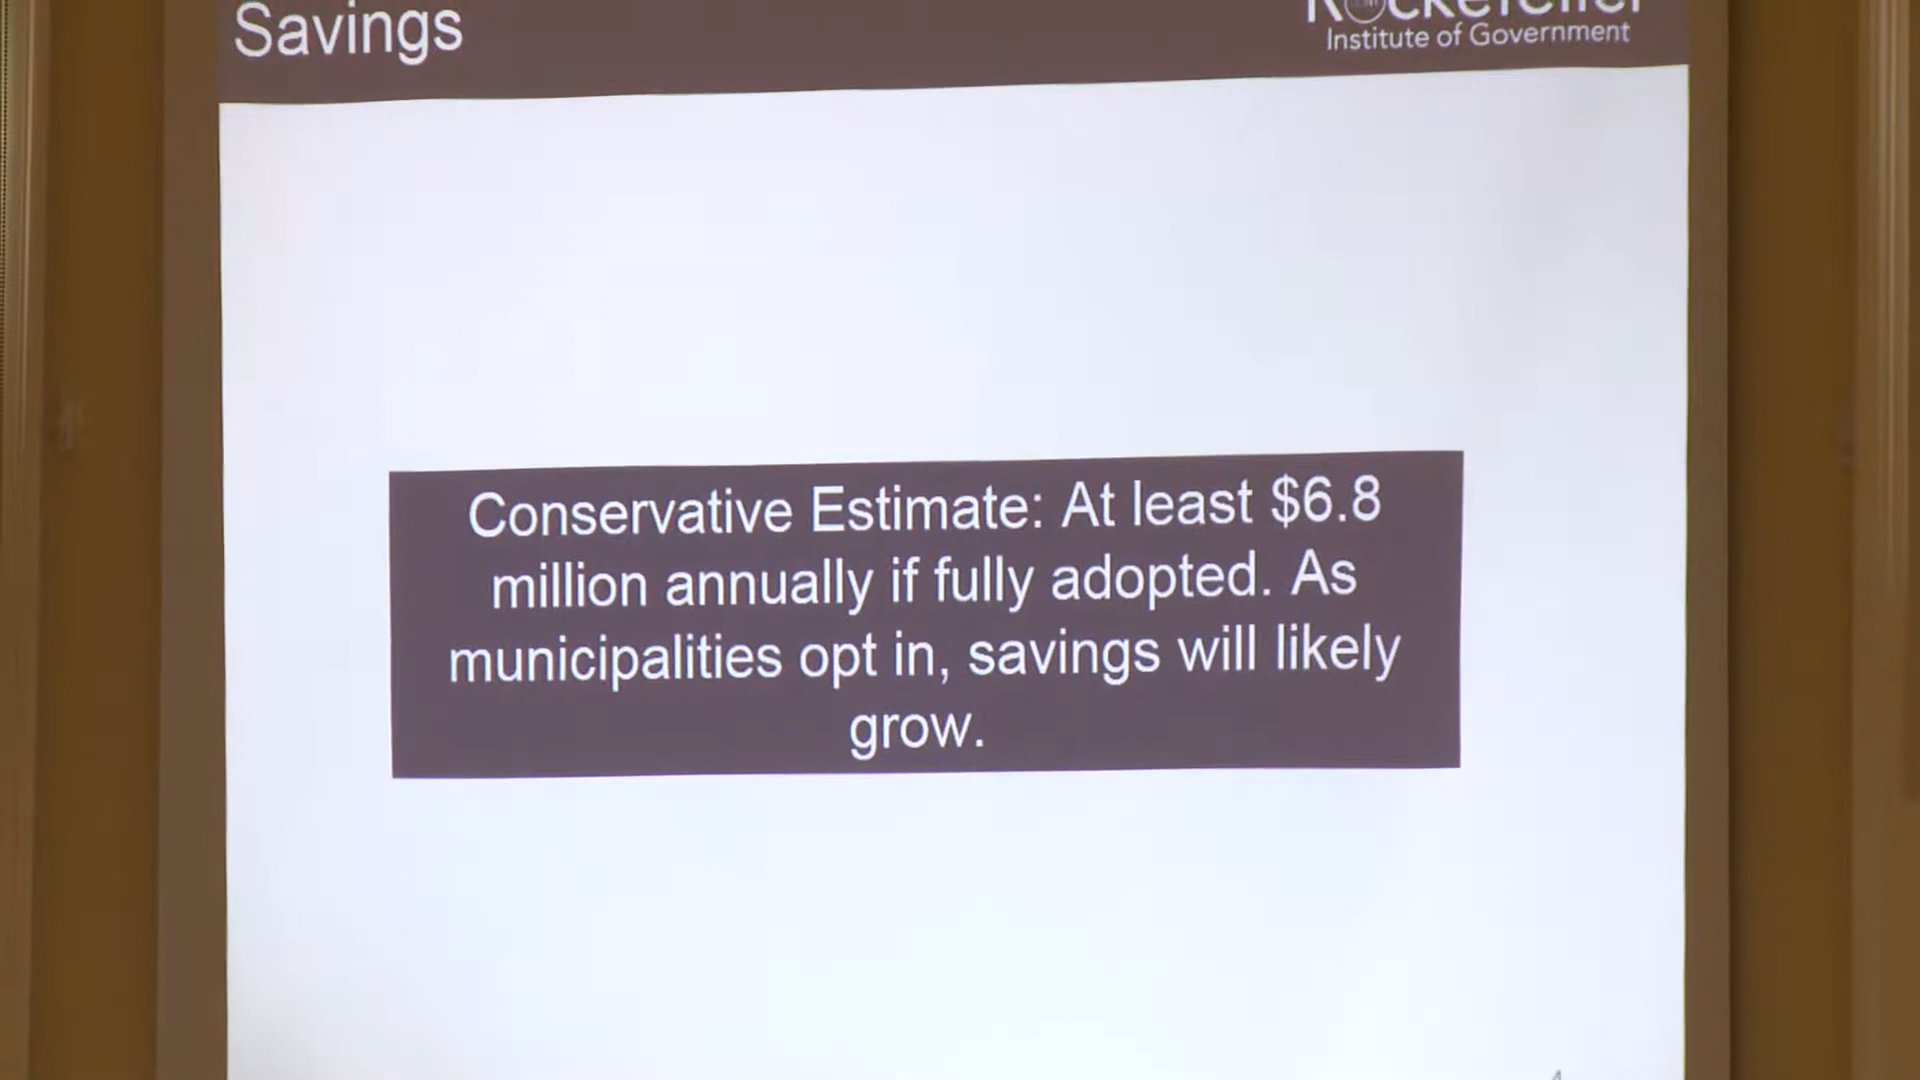 Savings
Rockefeller
Institute of Government
Conservative Estimate: At least $6.8
million annually if fully adopted. As
municipalities opt in, savings will likely
grow.
4